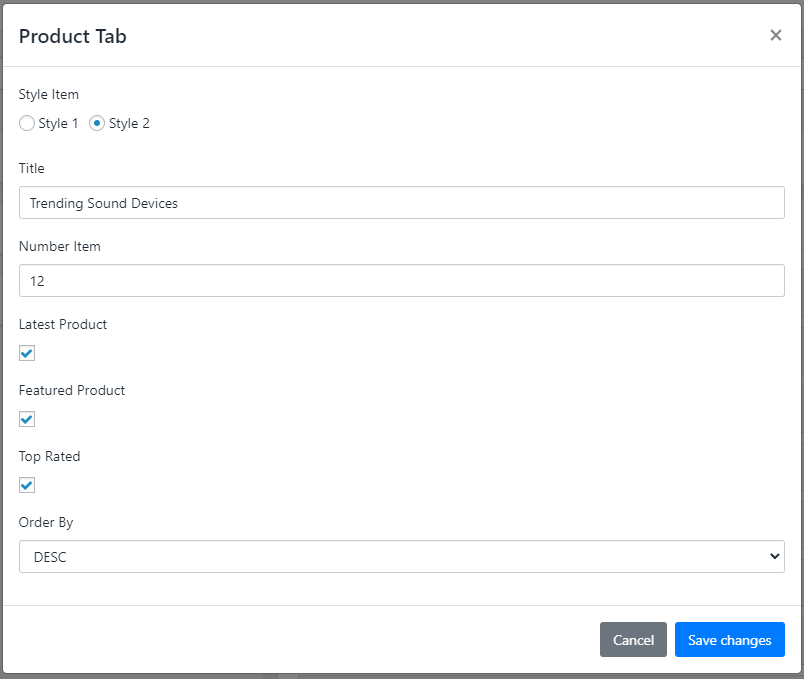 Product Tab ×
Style Item
Style 1 Style 2
Title
Trending Sound Devices
Number Item
12
Latest Product
Featured Product
Top Rated
Order By
DESC
Cancel Save changes